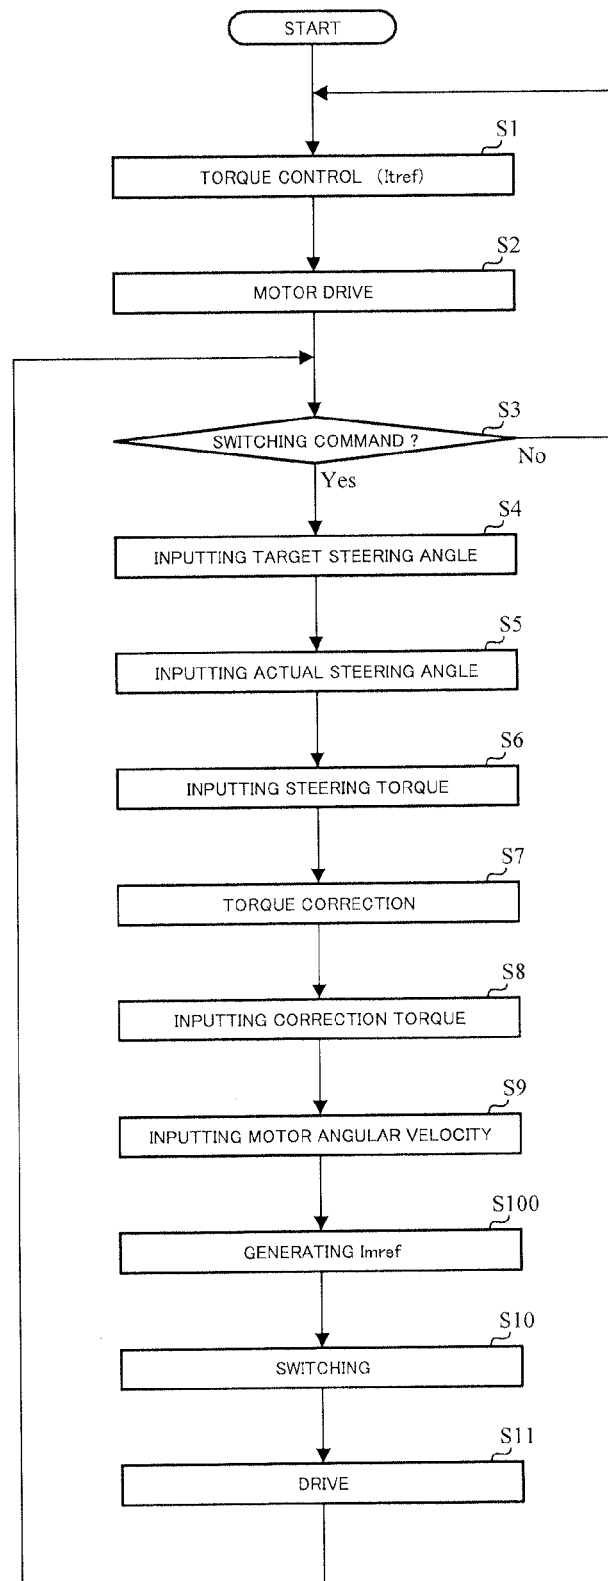 START
S1
TORQUE CONTROL (Itref)
S2
MOTOR DRIVE
S3
SWITCHING COMMAND ?
No
Yes
S4
INPUTTING TARGET STEERING ANGLE
S5
INPUTTING ACTUAL STEERING ANGLE
S6
INPUTTING STEERING TORQUE
S7
TORQUE CORRECTION
S8
INPUTTING CORRECTION TORQUE
S9
INPUTTING MOTOR ANGULAR VELOCITY
S100
GENERATING Imref
S10
SWITCHING
S11
DRIVE